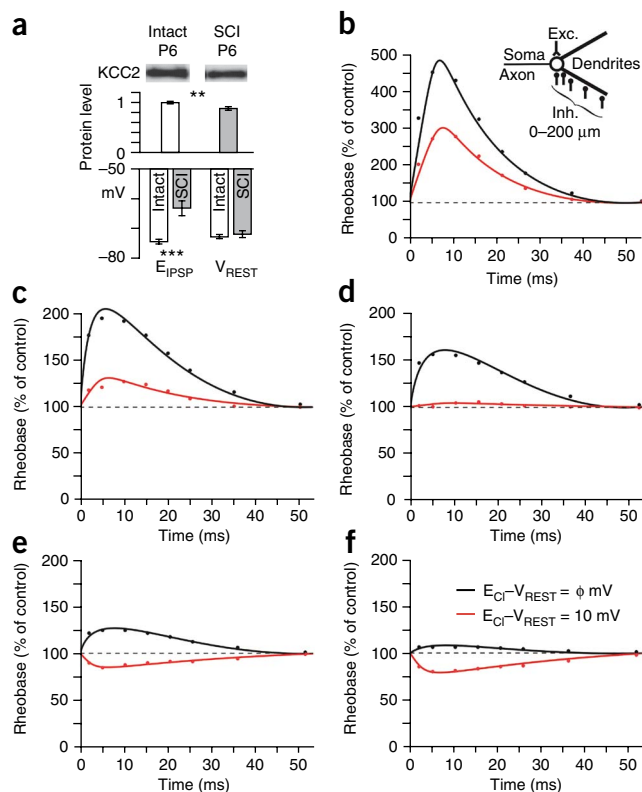 a
Intact
P6
SCI
P6
KCC2
**
Protein level
1
0
–50
mV
–80
Intact
SCI
Intact
SCI
***
E_IPSP
V_REST
b
Rheobase (% of control)
500
400
300
200
100
0
0 10 20 30 40 50
Time (ms)
Exc.
Soma
Dendrites
Axon
Inh.
0–200 μm
c
Rheobase (% of control)
200
150
100
50
0
0 10 20 30 40 50
Time (ms)
d
Rheobase (% of control)
200
150
100
50
0
0 10 20 30 40 50
Time (ms)
e
Rheobase (% of control)
200
150
100
50
0
0 10 20 30 40 50
Time (ms)
f
Rheobase (% of control)
200
150
100
50
0
0 10 20 30 40 50
Time (ms)
E_Cl–V_REST = ϕ mV
E_Cl–V_REST = 10 mV